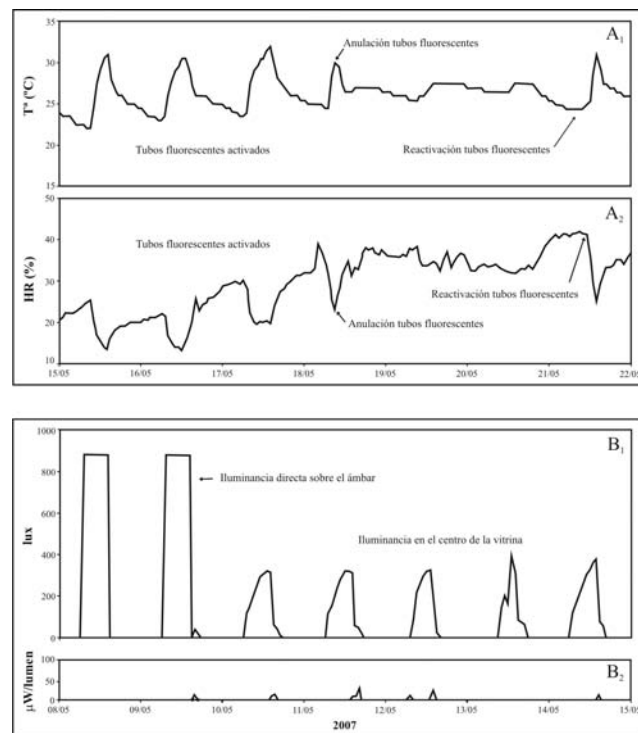 35
A1
Anulación tubos fluorescentes
30
Tª (ºC)
25
20
Tubos fluorescentes activados
Reactivación tubos fluorescentes
15
50
A2
Tubos fluorescentes activados
40
HR (%)
30
Reactivación tubos fluorescentes
20
Anulación tubos fluorescentes
10
15/05 16/05 17/05 18/05 19/05 20/05 21/05 22/05
1000
B1
800
Iluminancia directa sobre el ámbar
600
lux
Iluminancia en el centro de la vitrina
400
200
0
100
B2
µW/lumen
50
0
08/05 09/05 10/05 11/05 12/05 13/05 14/05 15/05
2007